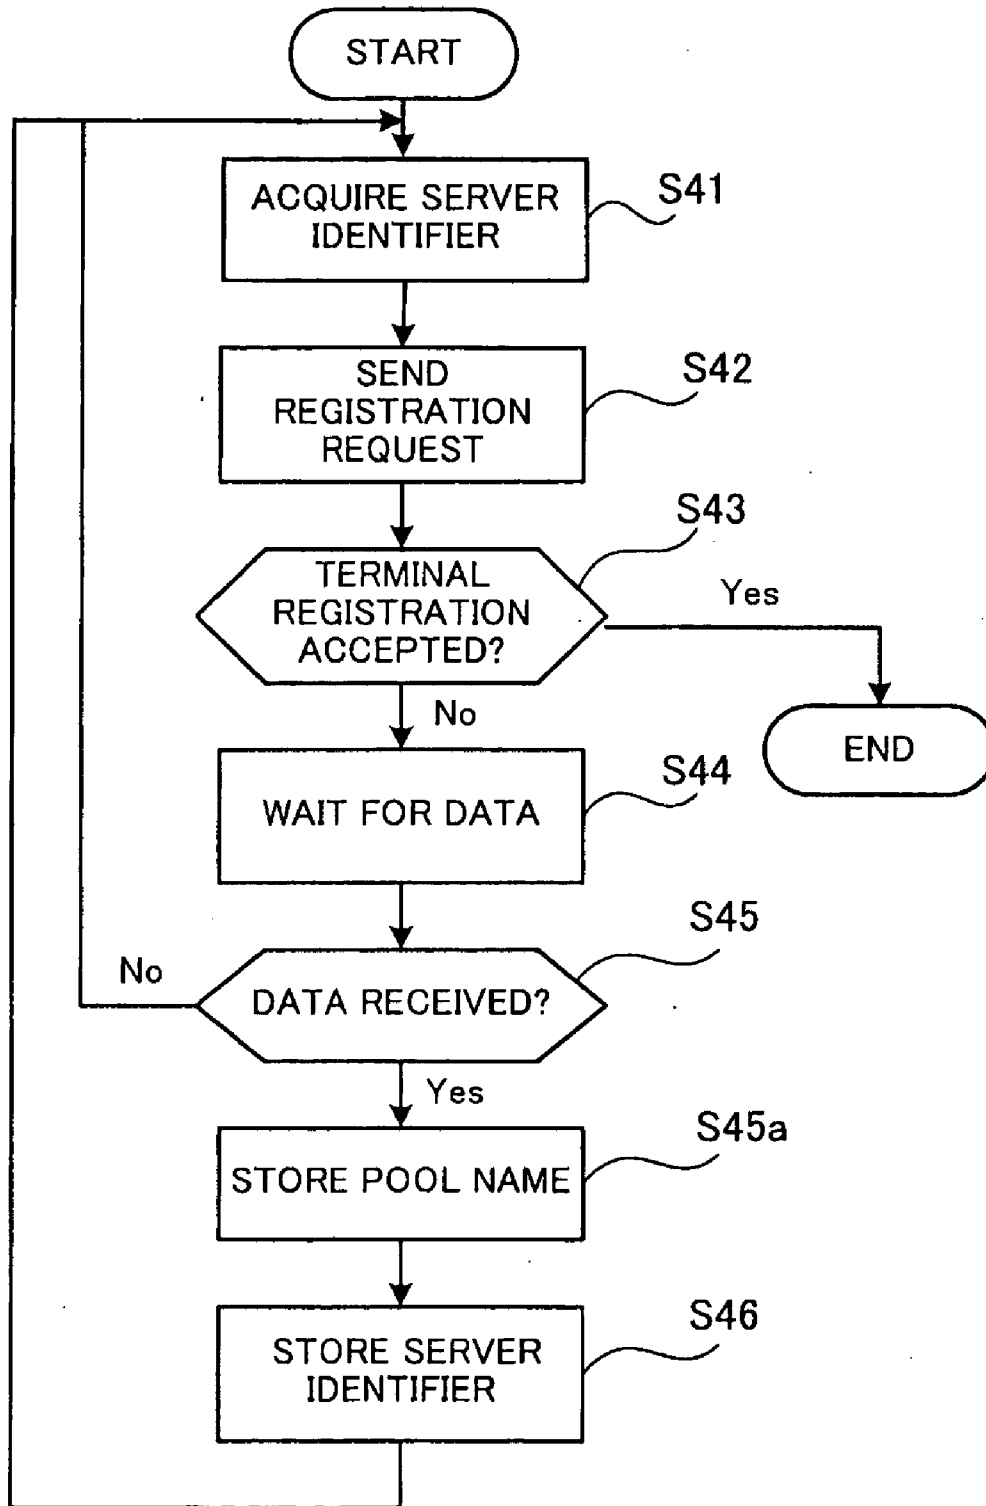 START
ACQUIRE SERVER
IDENTIFIER
S41
SEND
REGISTRATION
REQUEST
S42
TERMINAL
REGISTRATION
ACCEPTED?
S43
Yes
No
END
WAIT FOR DATA
S44
DATA RECEIVED?
S45
No
Yes
STORE POOL NAME
S45a
STORE SERVER
IDENTIFIER
S46